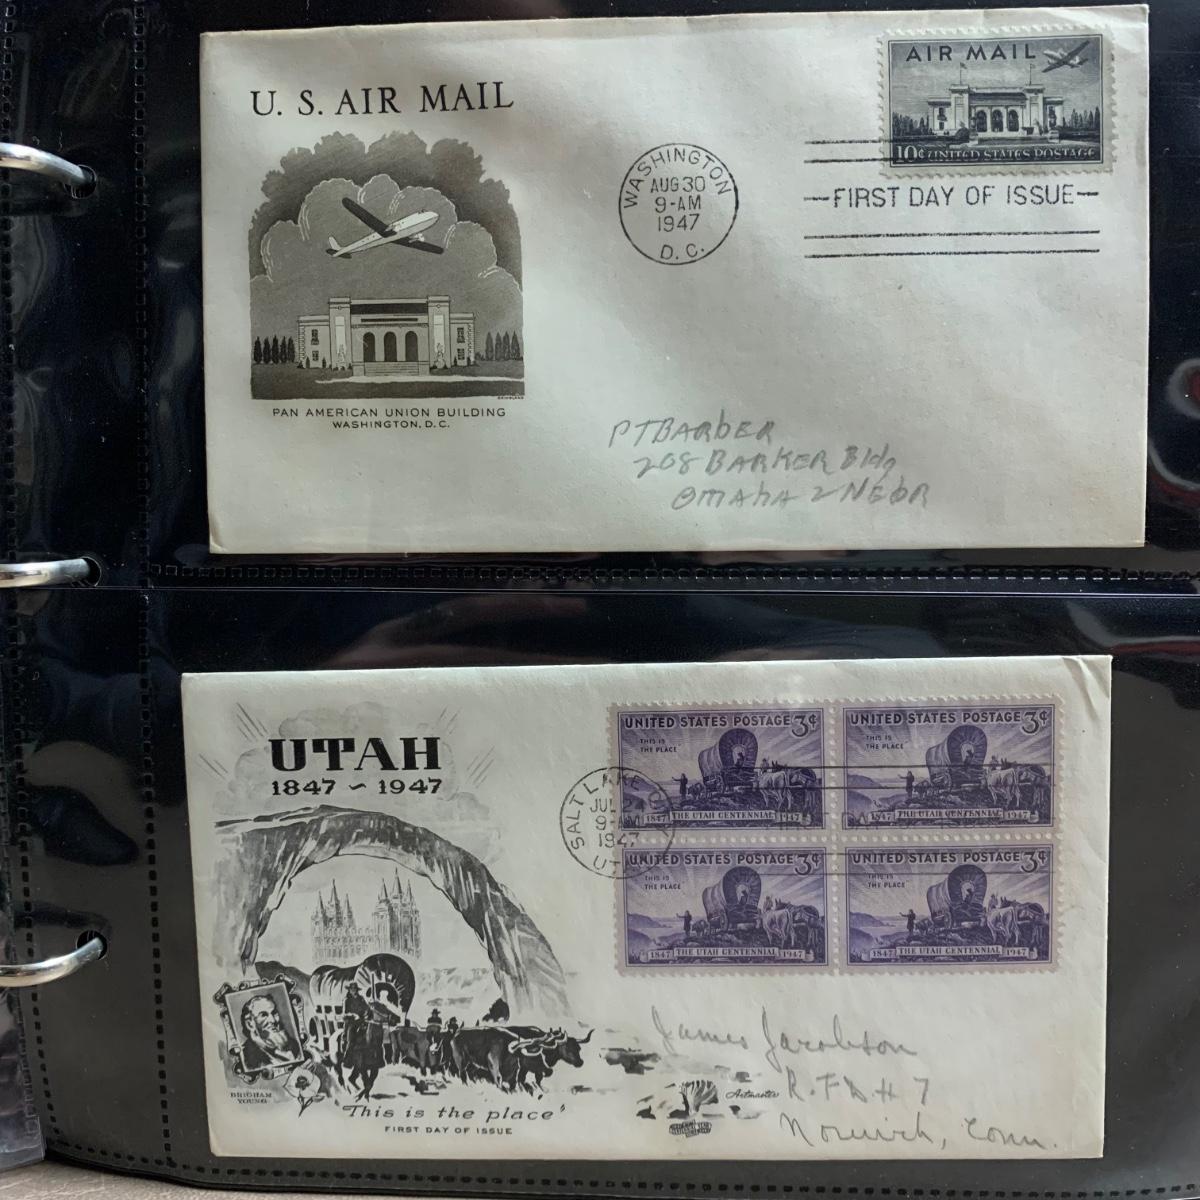 U. S. AIR MAIL
PAN AMERICAN UNION BUILDING
WASHINGTON, D.C.
WASHINGTON
AUG 30
9-AM
1947
D. C.
AIR MAIL
10¢ UNITED STATES POSTAGE
FIRST DAY OF ISSUE
PTBARBER
208 BARKER Bldg
OMAHA 2 NEBR
UTAH
1847 ~ 1947
BRIGHAM
YOUNG
"This is the place"
FIRST DAY OF ISSUE
Artmaster
SALT LAKE
JUL 24
9
1947
UTAH
UNITED STATES POSTAGE 3¢
THIS IS
THE PLACE
1847 THE UTAH CENTENNIAL 1947
UNITED STATES POSTAGE 3¢
THIS IS
THE PLACE
1847 THE UTAH CENTENNIAL 1947
UNITED STATES POSTAGE 3¢
THIS IS
THE PLACE
1847 THE UTAH CENTENNIAL 1947
UNITED STATES POSTAGE 3¢
THIS IS
THE PLACE
1847 THE UTAH CENTENNIAL 1947
James Jacobson
R.F.D # 7
Norwich, Conn.